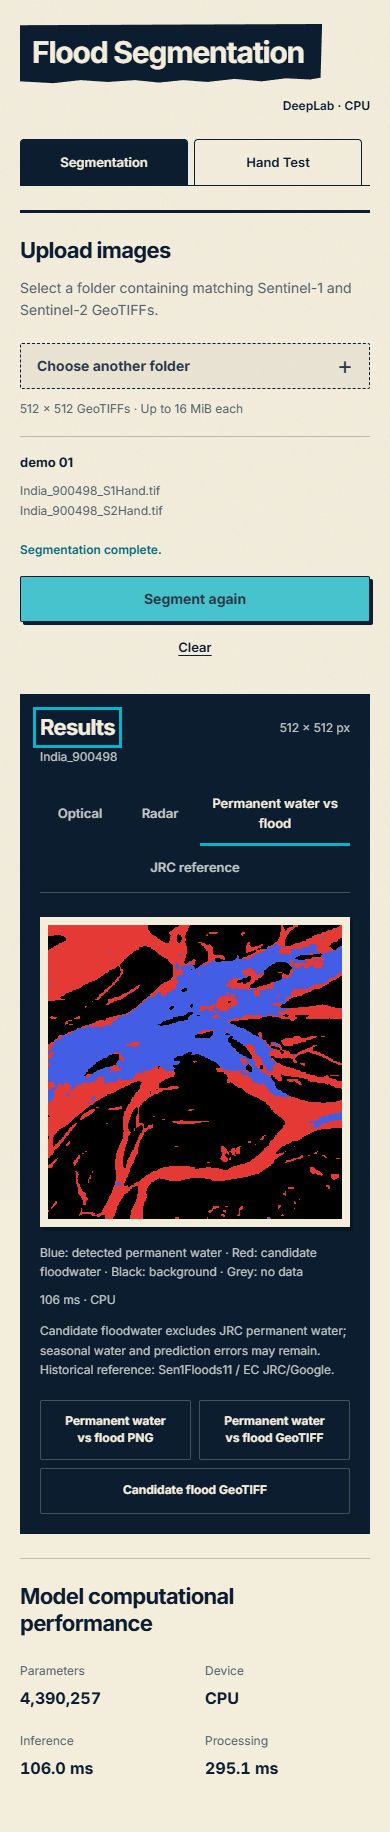 Flood Segmentation
DeepLab · CPU
Segmentation
Hand Test
Upload images
Select a folder containing matching Sentinel-1 and
Sentinel-2 GeoTIFFs.
Choose another folder
+
512 × 512 GeoTIFFs · Up to 16 MiB each
demo 01
India_900498_S1Hand.tif
India_900498_S2Hand.tif
Segmentation complete.
Segment again
Clear
Results
512 × 512 px
India_900498
Optical
Radar
Permanent water vs
flood
JRC reference
Blue: detected permanent water · Red: candidate
floodwater · Black: background · Grey: no data
106 ms · CPU
Candidate floodwater excludes JRC permanent water;
seasonal water and prediction errors may remain.
Historical reference: Sen1Floods11 / EC JRC/Google.
Permanent water
vs flood PNG
Permanent water
vs flood GeoTIFF
Candidate flood GeoTIFF
Model computational
performance
Parameters
4,390,257
Device
CPU
Inference
106.0 ms
Processing
295.1 ms